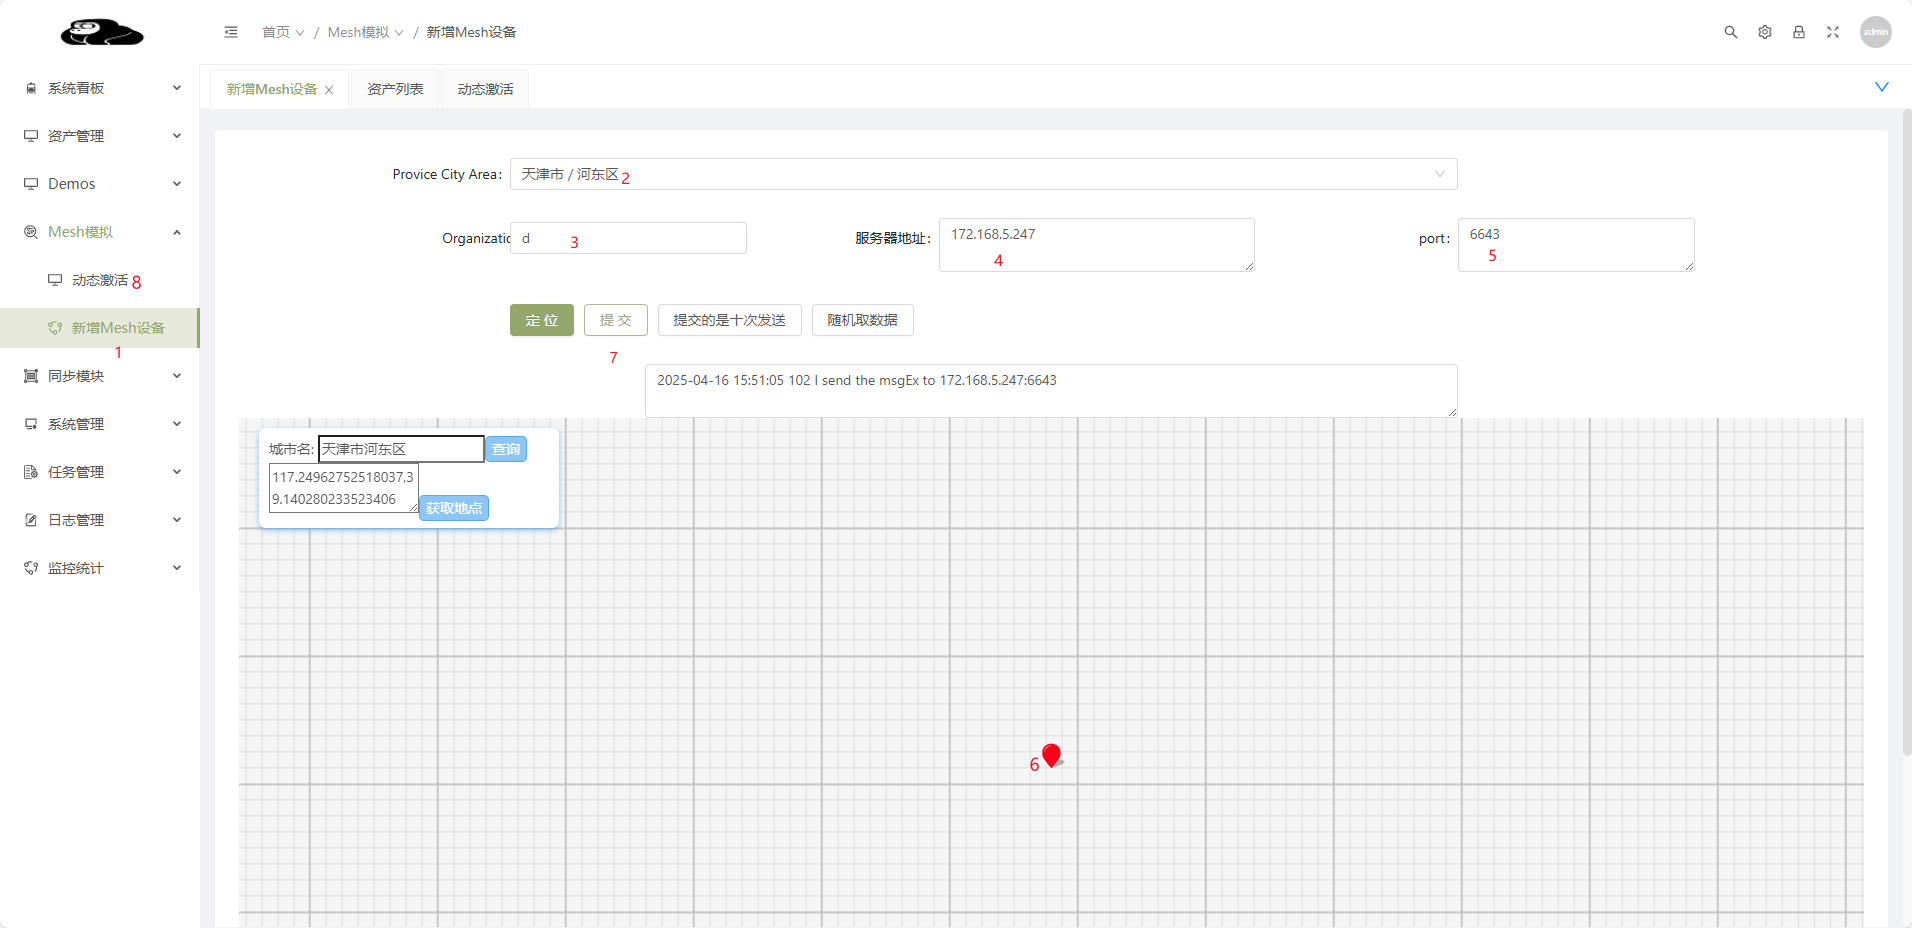 首页 / Mesh模拟 / 新增Mesh设备
admin
系统看板
资产管理
Demos
Mesh模拟
动态激活 8
新增Mesh设备
1
同步模块
系统管理
任务管理
日志管理
监控统计
新增Mesh设备 资产列表 动态激活
Provice City Area: 天津市 / 河东区 2
Organizatic d 3 服务器地址: 172.168.5.247 4 port: 6643 5
定 位 提 交 提交的是十次发送 随机取数据
7
2025-04-16 15:51:05 102 I send the msgEx to 172.168.5.247:6643
城市名: 天津市河东区 查询
117.24962752518037,3
9.140280233523406 获取地点
6